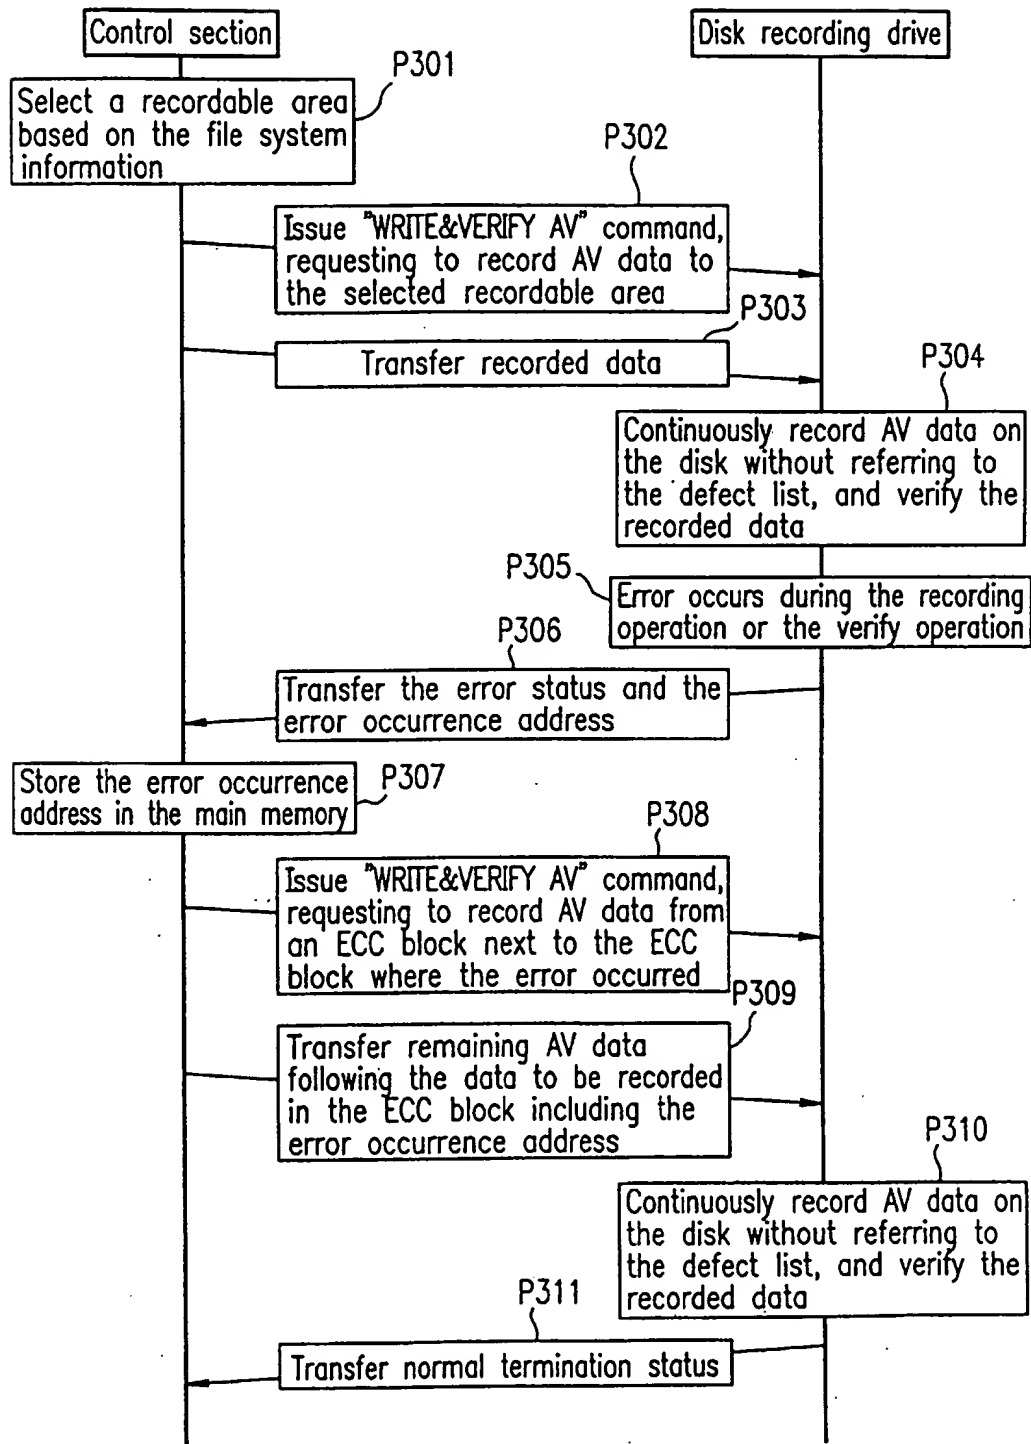 Control section
Disk recording drive
P301
Select a recordable area
based on the file system
information
P302
Issue "WRITE&VERIFY AV" command,
requesting to record AV data to
the selected recordable area
P303
Transfer recorded data
P304
Continuously record AV data on
the disk without referring to
the defect list, and verify the
recorded data
P305
Error occurs during the recording
operation or the verify operation
P306
Transfer the error status and the
error occurrence address
P307
Store the error occurrence
address in the main memory
P308
Issue "WRITE&VERIFY AV" command,
requesting to record AV data from
an ECC block next to the ECC
block where the error occurred
P309
Transfer remaining AV data
following the data to be recorded
in the ECC block including the
error occurrence address
P310
Continuously record AV data on
the disk without referring to
the defect list, and verify the
recorded data
P311
Transfer normal termination status